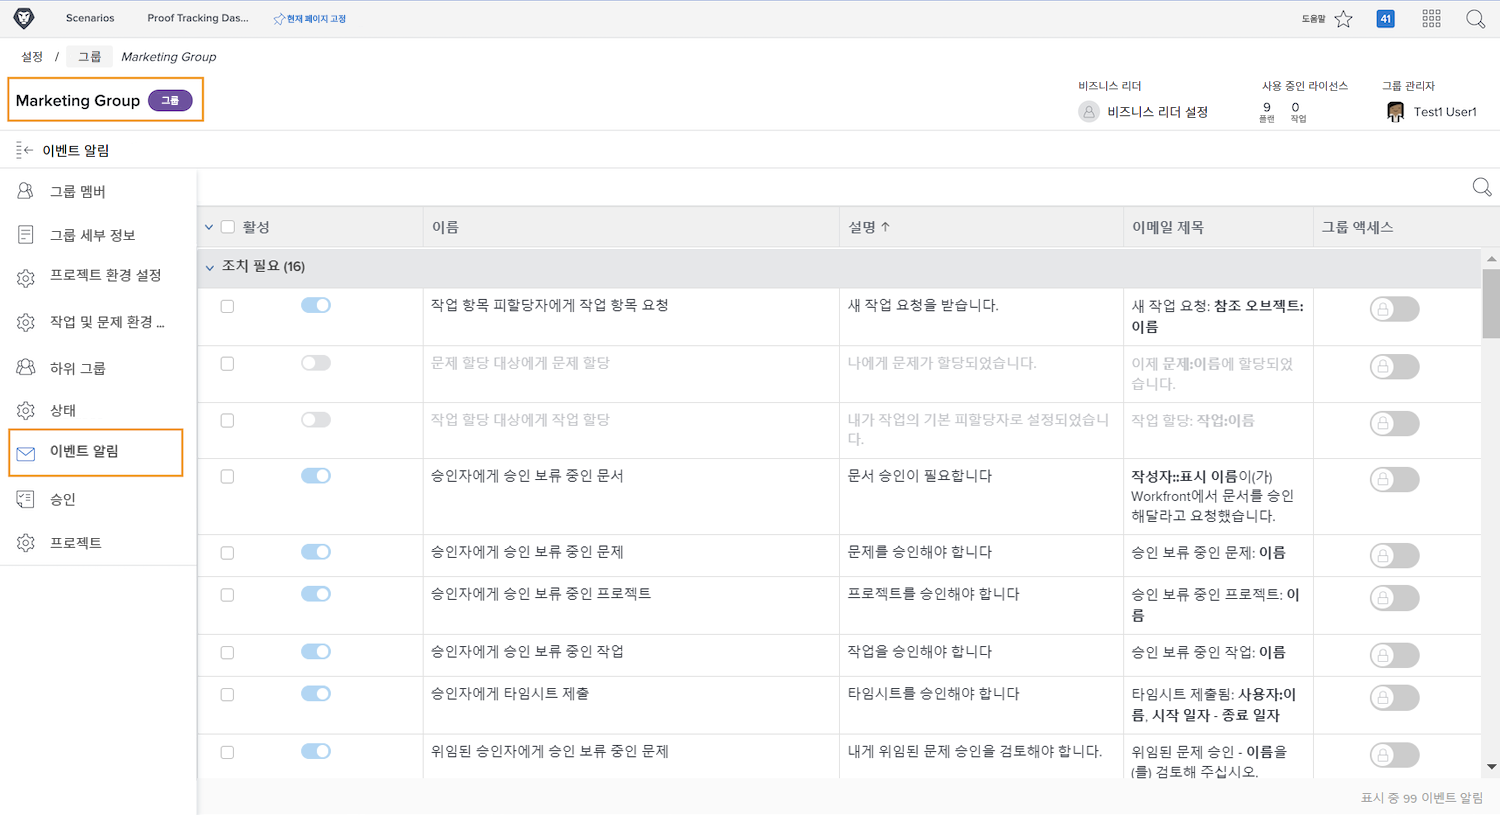 Scenarios
Proof Tracking Das...
현재 페이지 고정
도움말
41
설정 / 그룹 Marketing Group
Marketing Group 그룹
비즈니스 리더
비즈니스 리더 설정
사용 중인 라이선스
9 0
플랜 작업
그룹 관리자
Test1 User1
이벤트 알림
그룹 멤버
그룹 세부 정보
프로젝트 환경 설정
작업 및 문제 환경 ...
하위 그룹
상태
이벤트 알림
승인
프로젝트
활성 이름 설명 ↑ 이메일 제목 그룹 액세스
조치 필요 (16)
작업 항목 피할당자에게 작업 항목 요청
새 작업 요청을 받습니다.
새 작업 요청: 참조 오브젝트:
이름
문제 할당 대상에게 문제 할당
나에게 문제가 할당되었습니다.
이제 문제:이름에 할당되었
습니다.
작업 할당 대상에게 작업 할당
내가 작업의 기본 피할당자로 설정되었습니
다.
작업 할당: 작업:이름
승인자에게 승인 보류 중인 문서
문서 승인이 필요합니다
작성자::표시 이름이(가)
Workfront에서 문서를 승인
해달라고 요청했습니다.
승인자에게 승인 보류 중인 문제
문제를 승인해야 합니다
승인 보류 중인 문제: 이름
승인자에게 승인 보류 중인 프로젝트
프로젝트를 승인해야 합니다
승인 보류 중인 프로젝트: 이
름
승인자에게 승인 보류 중인 작업
작업을 승인해야 합니다
승인 보류 중인 작업: 이름
승인자에게 타임시트 제출
타임시트를 승인해야 합니다
타임시트 제출됨: 사용자:이
름, 시작 일자 - 종료 일자
위임된 승인자에게 승인 보류 중인 문제
내게 위임된 문제 승인을 검토해야 합니다.
위임된 문제 승인 - 이름을
(를) 검토해 주십시오.
표시 중 99 이벤트 알림